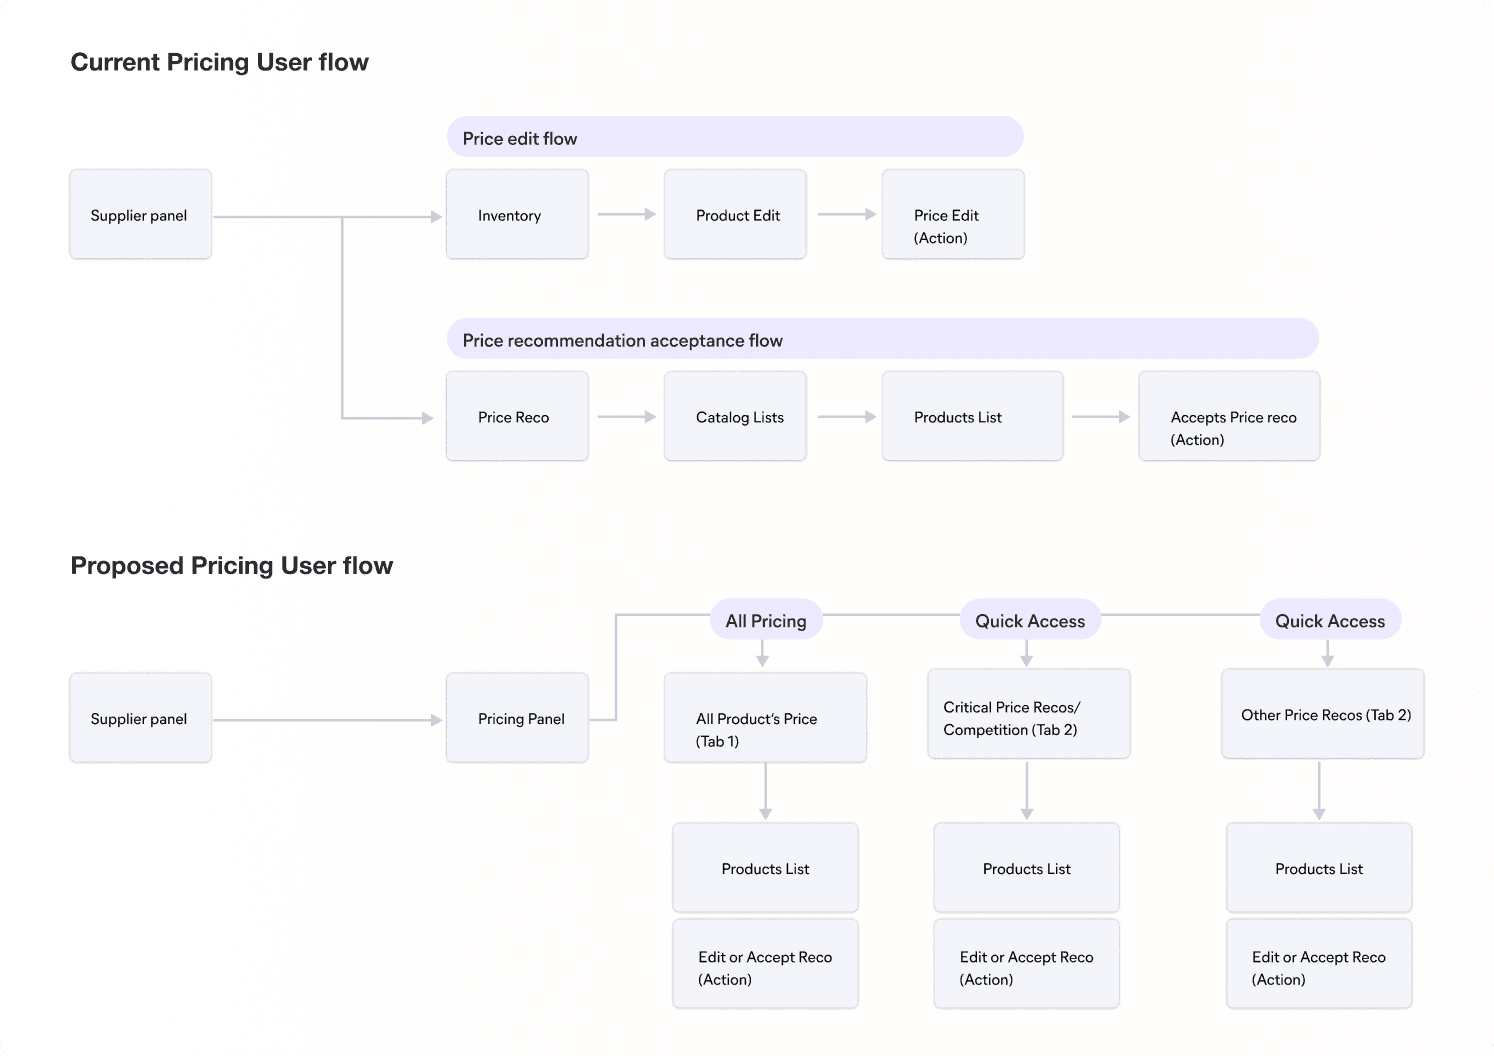 Current Pricing User flow
Price edit flow
Supplier panel
Inventory
Product Edit
Price Edit
(Action)
Price recommendation acceptance flow
Price Reco
Catalog Lists
Products List
Accepts Price reco
(Action)
Proposed Pricing User flow
All Pricing
Quick Access
Quick Access
Supplier panel
Pricing Panel
All Product's Price
(Tab 1)
Critical Price Recos/
Competition (Tab 2)
Other Price Recos (Tab 2)
Products List
Products List
Products List
Edit or Accept Reco
(Action)
Edit or Accept Reco
(Action)
Edit or Accept Reco
(Action)